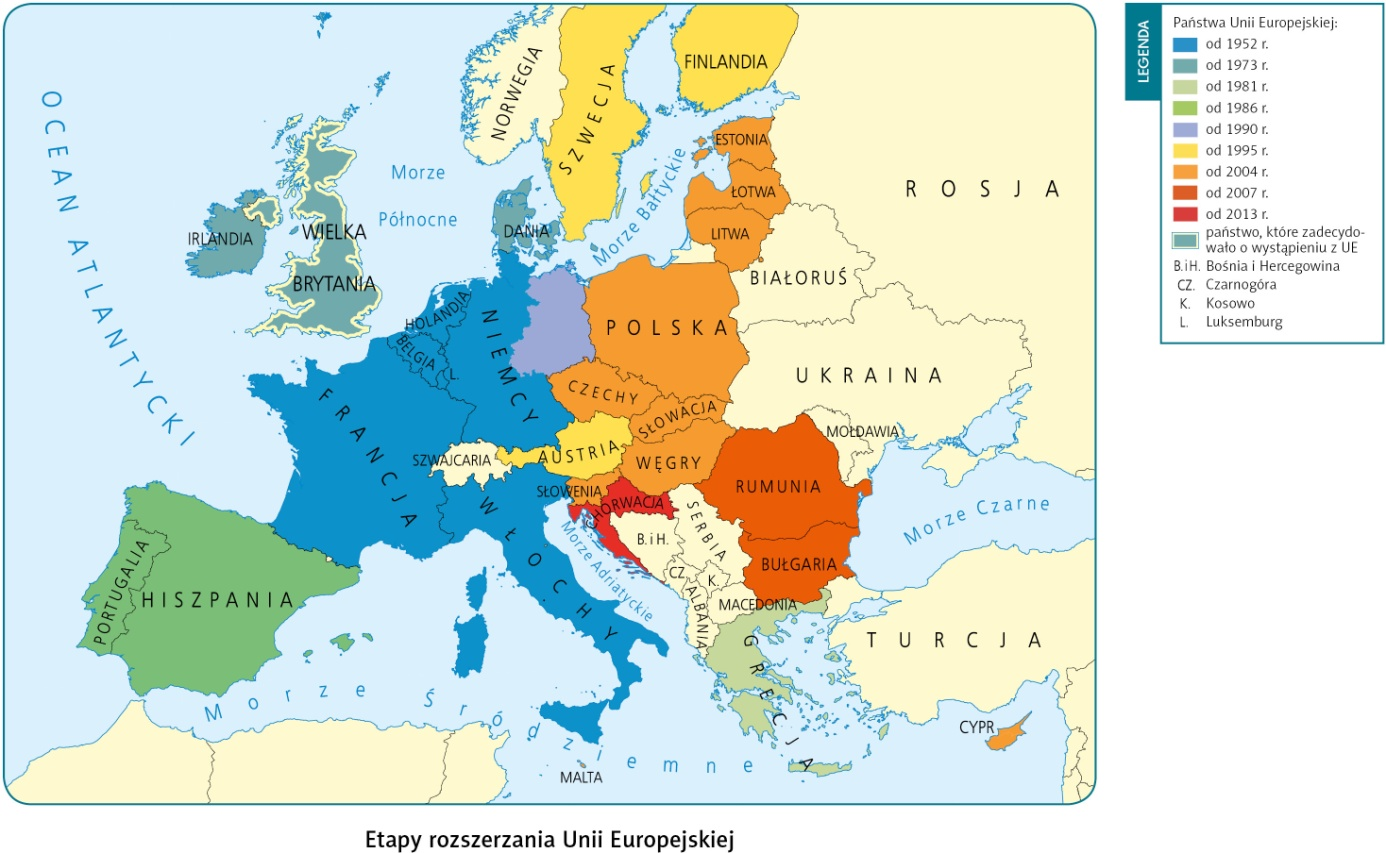 OCEAN ATLANTYCKI
NORWEGIA
SZWECJA
FINLANDIA
ESTONIA
ŁOTWA
LITWA
ROSJA
Morze
Północne
Morze Bałtyckie
IRLANDIA
WIELKA
BRYTANIA
DANIA
BIAŁORUŚ
HOLANDIA
BELGIA
L.
NIEMCY
POLSKA
UKRAINA
CZECHY
SŁOWACJA
MOŁDAWIA
FRANCJA
SZWAJCARIA
AUSTRIA
WĘGRY
RUMUNIA
SŁOWENIA
CHORWACJA
WŁOCHY
Morze Adriatyckie
B.iH.
SERBIA
CZ.
K.
ALBANIA
MACEDONIA
BUŁGARIA
Morze Czarne
PORTUGALIA
HISZPANIA
GRECJA
TURCJA
Morze Śródziemne
MALTA
CYPR
LEGENDA
Państwa Unii Europejskiej:
od 1952 r.
od 1973 r.
od 1981 r.
od 1986 r.
od 1990 r.
od 1995 r.
od 2004 r.
od 2007 r.
od 2013 r.
państwo, które zadecydo-
wało o wystąpieniu z UE
B.iH. Bośnia i Hercegowina
CZ. Czarnogóra
K. Kosowo
L. Luksemburg
Etapy rozszerzania Unii Europejskiej